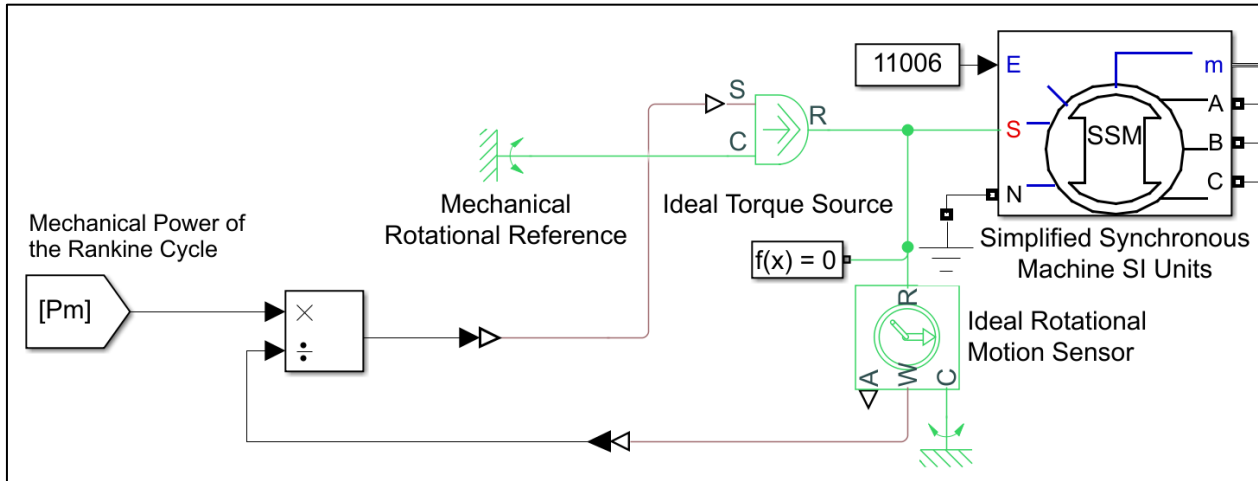 11006
E
m
S
A
B
C
N
SSM
Simplified Synchronous
Machine SI Units
S
C
R
Mechanical
Rotational Reference
Ideal Torque Source
f(x) = 0
Mechanical Power of
the Rankine Cycle
[Pm]
×
÷
R
A
W
C
Ideal Rotational
Motion Sensor